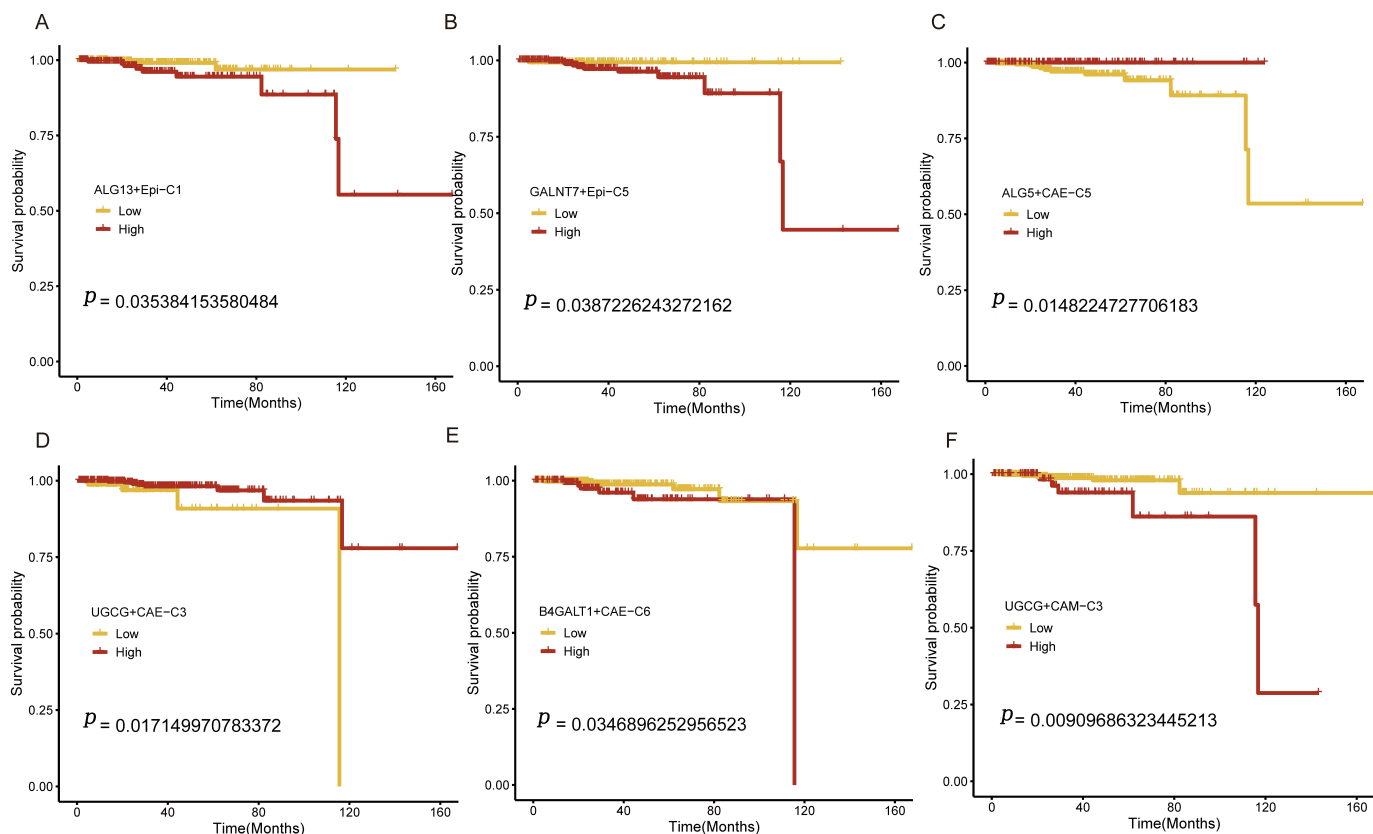 A
1.00
0.75
0.50
0.25
0.00
Survival probability
ALG13+Epi−C1
Low
High
p = 0.035384153580484
0 40 80 120 160
Time(Months)
B
1.00
0.75
0.50
0.25
0.00
Survival probability
GALNT7+Epi−C5
Low
High
p = 0.0387226243272162
0 40 80 120 160
Time(Months)
C
1.00
0.75
0.50
0.25
0.00
Survival probability
ALG5+CAE−C5
Low
High
p = 0.0148224727706183
0 40 80 120 160
Time(Months)
D
1.00
0.75
0.50
0.25
0.00
Survival probability
UGCG+CAE−C3
Low
High
p = 0.017149970783372
0 40 80 120 160
Time(Months)
E
1.00
0.75
0.50
0.25
0.00
Survival probability
B4GALT1+CAE−C6
Low
High
p = 0.0346896252956523
0 40 80 120 160
Time(Months)
F
1.00
0.75
0.50
0.25
0.00
Survival probability
UGCG+CAM−C3
Low
High
p = 0.00909686323445213
0 40 80 120 160
Time(Months)